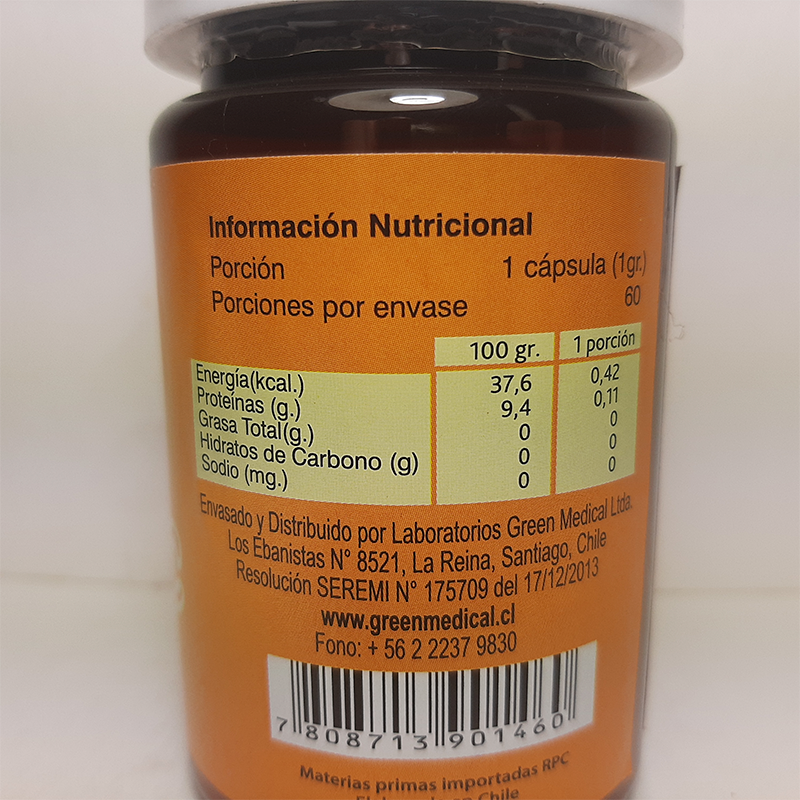 Información Nutricional
Porción 1 cápsula (1gr.)
Porciones por envase 60
100 gr. 1 porción
Energía(kcal.) 37,6 0,42
Proteínas (g.) 9,4 0,11
Grasa Total(g.) 0 0
Hidratos de Carbono (g) 0 0
Sodio (mg.) 0 0
Envasado y Distribuido por Laboratorios Green Medical Ltda.
Los Ebanistas N° 8521, La Reina, Santiago, Chile
Resolución SEREMI N° 175709 del 17/12/2013
www.greenmedical.cl
Fono: + 56 2 2237 9830
7 808713 901460
Materias primas importadas RPC
Elaborado en Chile